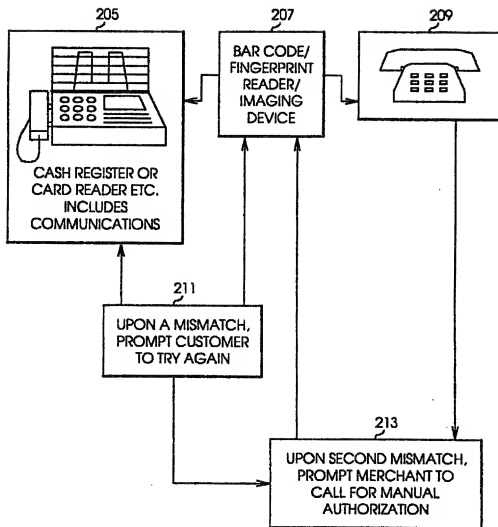 205
207
209
BAR CODE/
FINGERPRINT
READER/
IMAGING
DEVICE
CASH REGISTER OR
CARD READER ETC.
INCLUDES
COMMUNICATIONS
211
UPON A MISMATCH,
PROMPT CUSTOMER
TO TRY AGAIN
213
UPON SECOND MISMATCH,
PROMPT MERCHANT TO
CALL FOR MANUAL
AUTHORIZATION